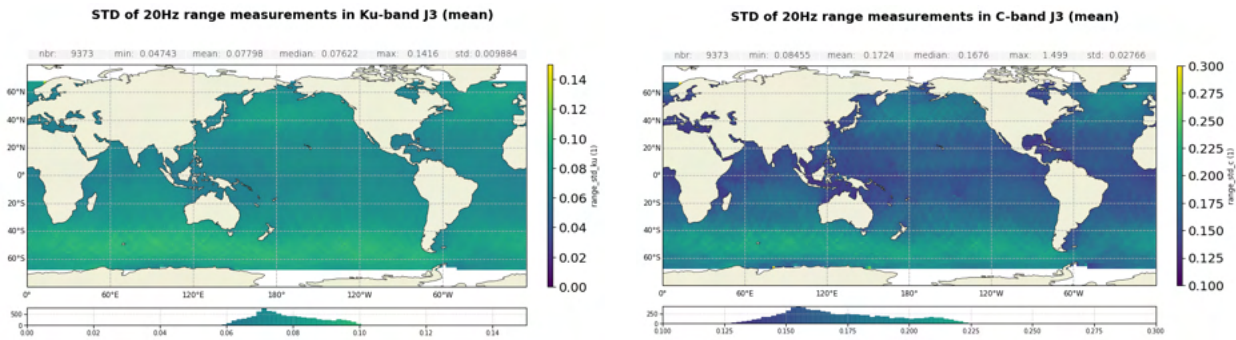 STD of 20Hz range measurements in Ku-band J3 (mean)
nbr: 9373 min: 0.04743 mean: 0.07798 median: 0.07622 max: 0.1416 std: 0.009884
60°N
40°N
20°N
0°
20°S
40°S
60°S
0° 60°E 120°E 180° 120°W 60°W
0.14
0.12
0.10
0.08
0.06
0.04
0.02
0.00
range_std_ku (1)
500
0
0.00 0.02 0.04 0.06 0.08 0.10 0.12 0.14
STD of 20Hz range measurements in C-band J3 (mean)
nbr: 9373 min: 0.08455 mean: 0.1724 median: 0.1676 max: 1.499 std: 0.02766
60°N
40°N
20°N
0°
20°S
40°S
60°S
0° 60°E 120°E 180° 120°W 60°W
0.300
0.275
0.250
0.225
0.200
0.175
0.150
0.125
0.100
range_std_c (1)
250
0
0.100 0.125 0.150 0.175 0.200 0.225 0.250 0.275 0.300